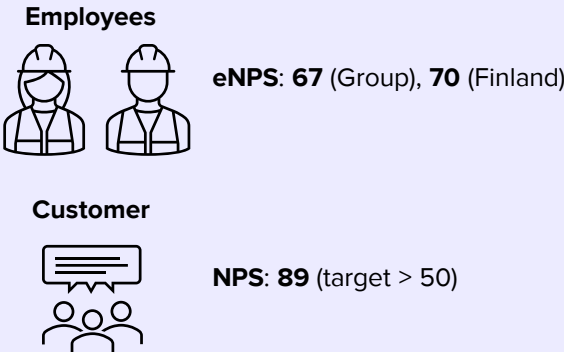 Employees
eNPS: 67 (Group), 70 (Finland)
Customer
NPS: 89 (target > 50)